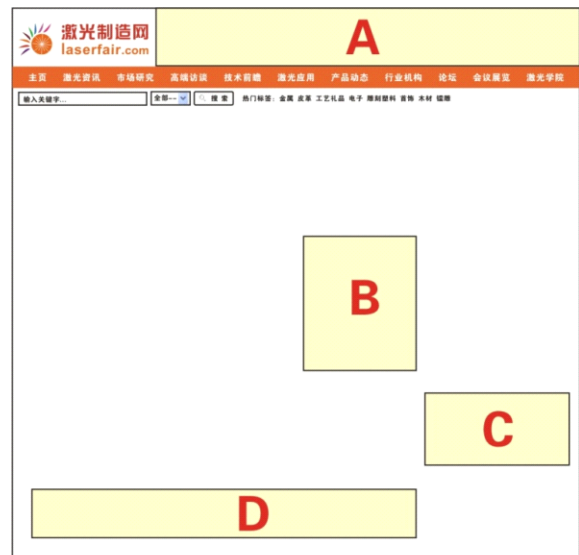 激光制造网
laserfair.com
A
主页 激光资讯 市场研究 高端访谈 技术前瞻 激光应用 产品动态 行业机构 论坛 会议展览 激光学院
输入关键字... 全部-- 搜索 热门标签: 金属 皮革 工艺礼品 电子 雕刻塑料 首饰 木材 镭雕
B
C
D